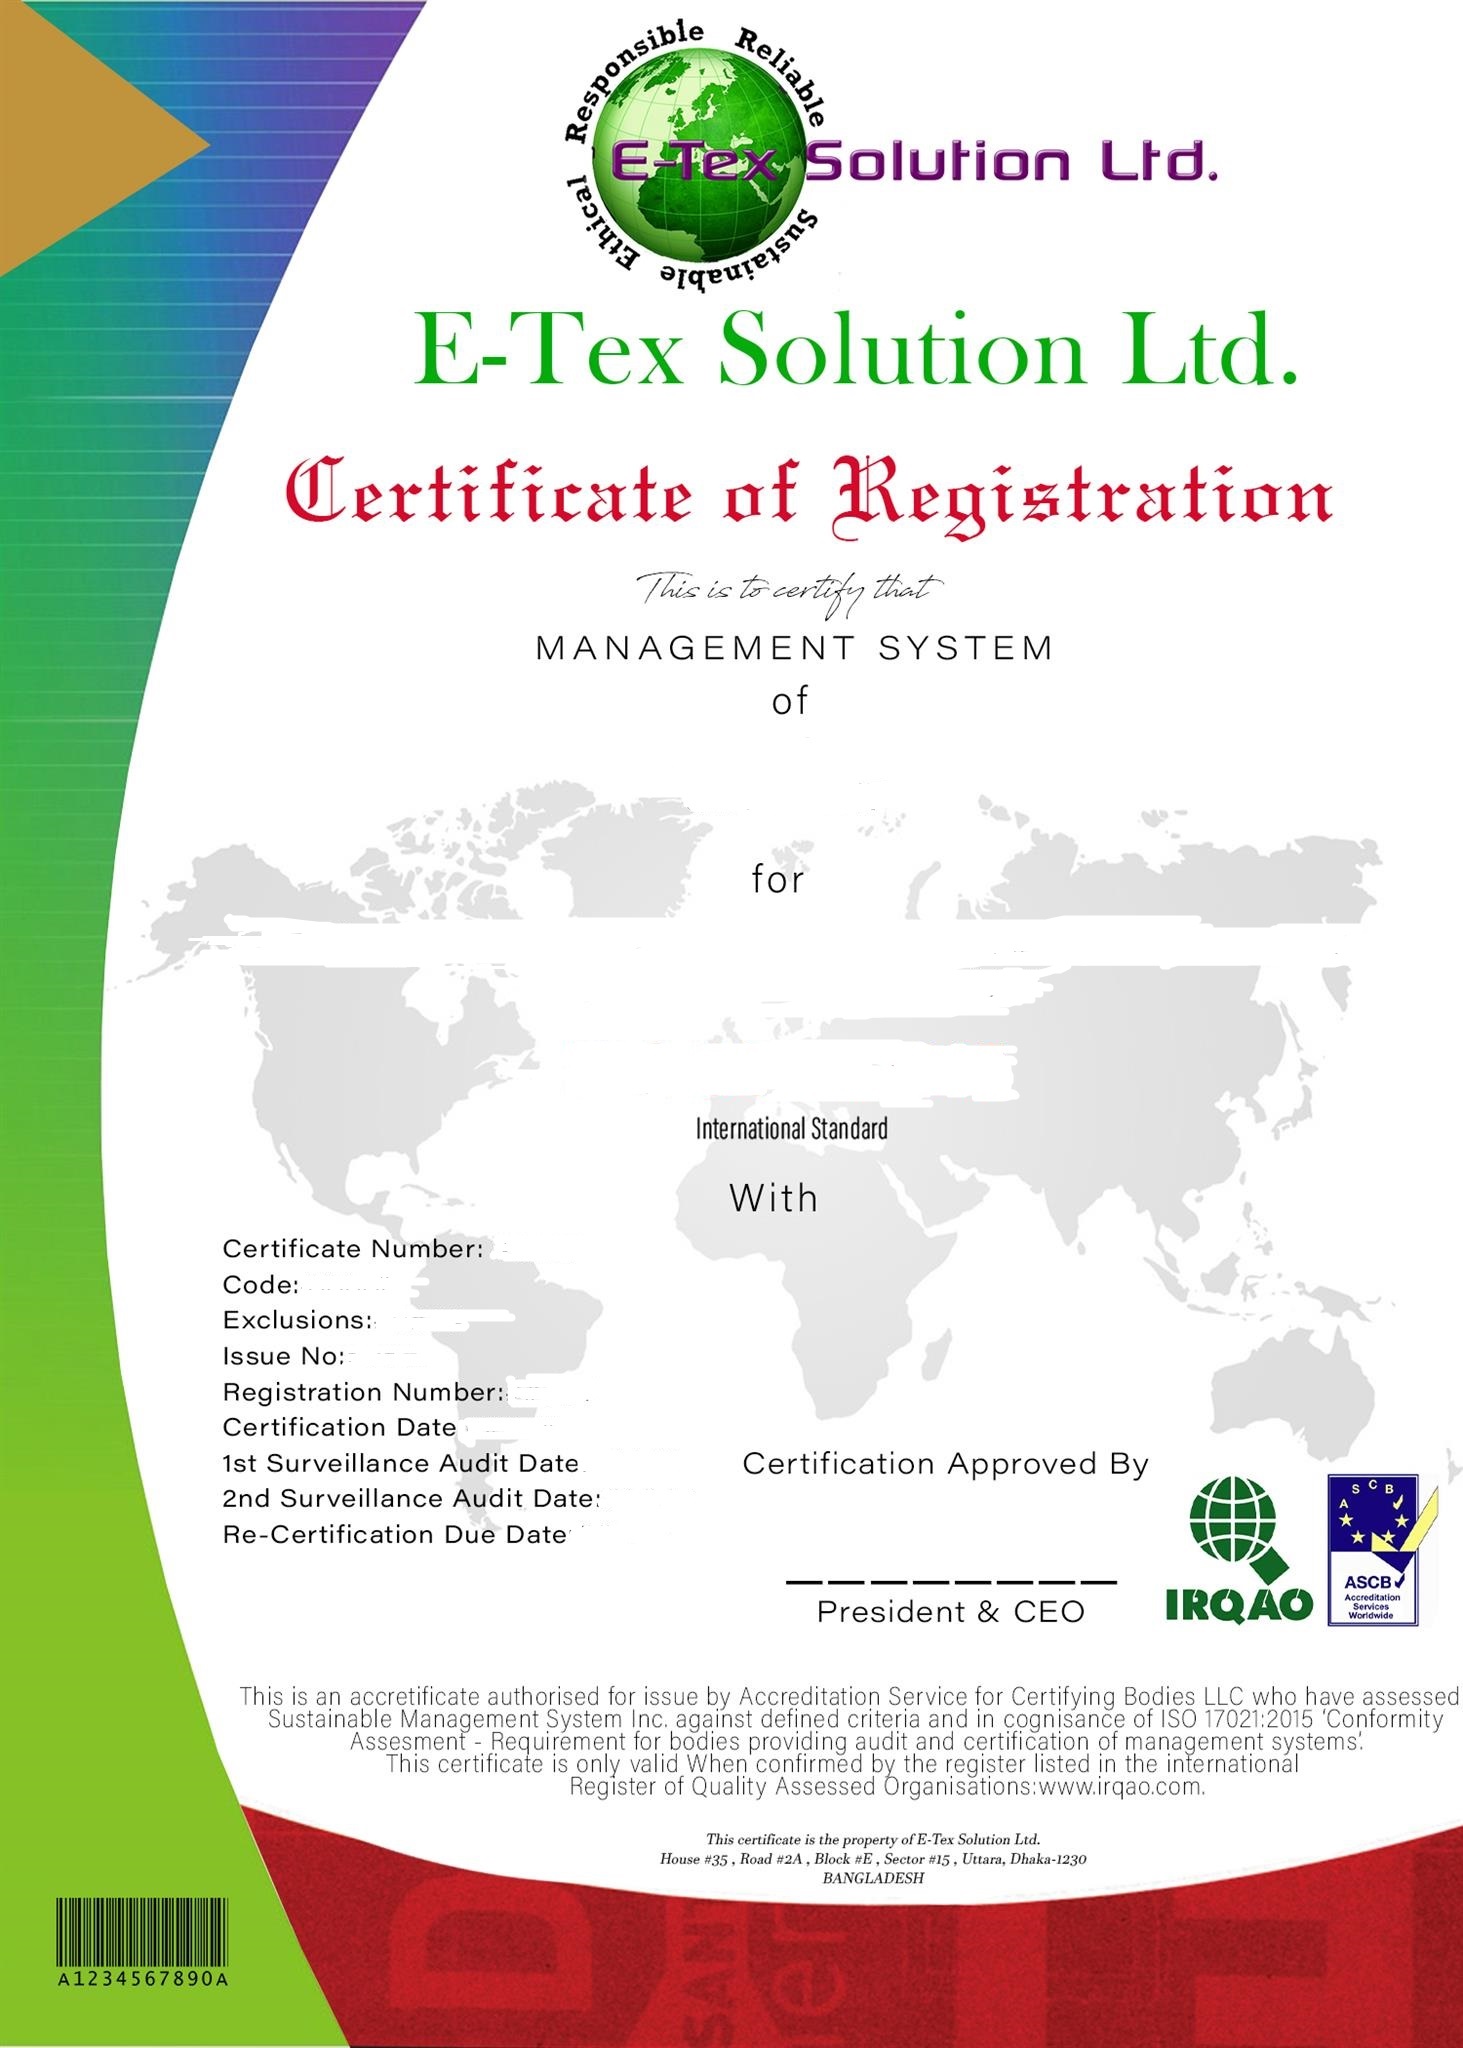 Responsible Reliable
Ethical Sustainable
E-Tex Solution Ltd.
E-Tex Solution Ltd.
Certificate of Registration
This is to certify that
MANAGEMENT SYSTEM
of
for
International Standard
With
Certificate Number:
Code:
Exclusions:
Issue No:
Registration Number:
Certification Date
1st Surveillance Audit Date
2nd Surveillance Audit Date:
Re-Certification Due Date
Certification Approved By
President & CEO
IRQAO
A S C B
ASCB
Accreditation
Services
Worldwide
This is an accretificate authorised for issue by Accreditation Service for Certifying Bodies LLC who have assessed
Sustainable Management System Inc. against defined criteria and in cognisance of ISO 17021:2015 'Conformity
Assesment - Requirement for bodies providing audit and certification of management systems'.
This certificate is only valid When confirmed by the register listed in the international
Register of Quality Assessed Organisations:www.irqao.com.
This certificate is the property of E-Tex Solution Ltd.
House #35 , Road #2A , Block #E , Sector #15 , Uttara, Dhaka-1230
BANGLADESH
A1234567890A